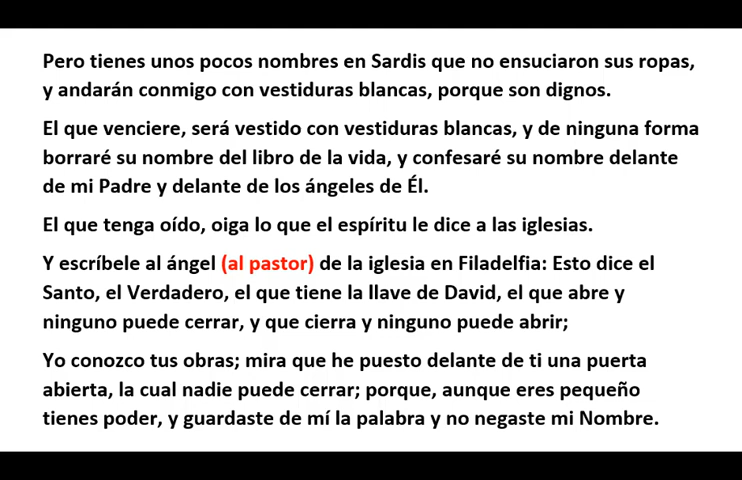 Pero tienes unos pocos nombres en Sardis que no ensuciaron sus ropas,
y andarán conmigo con vestiduras blancas, porque son dignos.
El que venciere, será vestido con vestiduras blancas, y de ninguna forma
borraré su nombre del libro de la vida, y confesaré su nombre delante
de mi Padre y delante de los ángeles de Él.
El que tenga oído, oiga lo que el espíritu le dice a las iglesias.
Y escríbele al ángel (al pastor) de la iglesia en Filadelfia: Esto dice el
Santo, el Verdadero, el que tiene la llave de David, el que abre y
ninguno puede cerrar, y que cierra y ninguno puede abrir;
Yo conozco tus obras; mira que he puesto delante de ti una puerta
abierta, la cual nadie puede cerrar; porque, aunque eres pequeño
tienes poder, y guardaste de mí la palabra y no negaste mi Nombre.